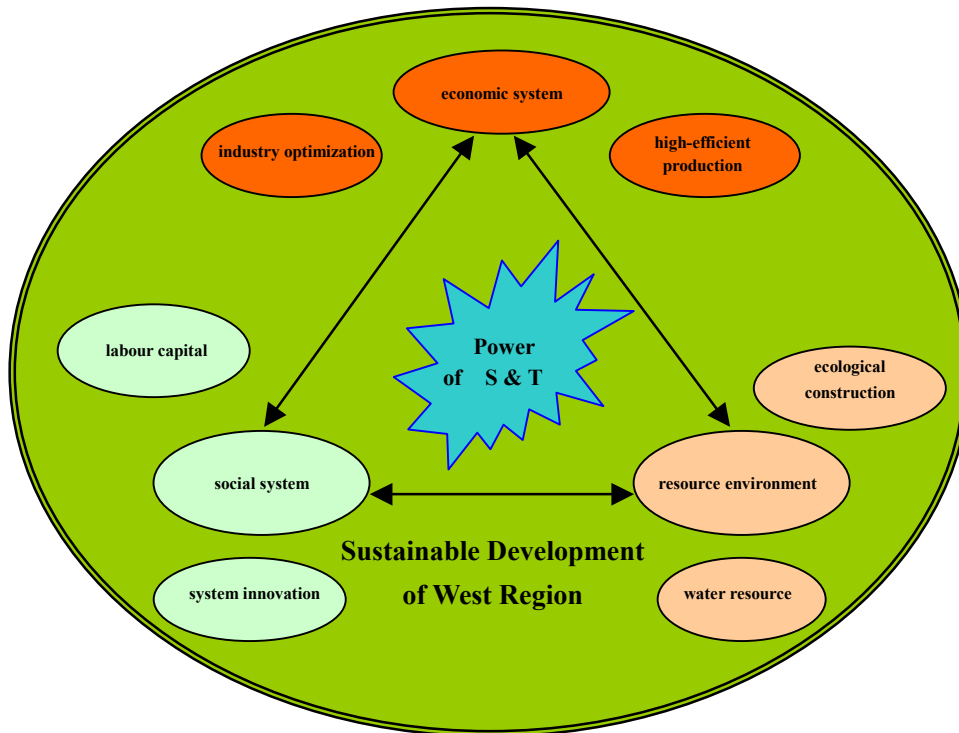 economic system
industry optimization
high-efficient
production
Power
of S & T
labour capital
ecological
construction
social system
resource environment
Sustainable Development
of West Region
system innovation
water resource